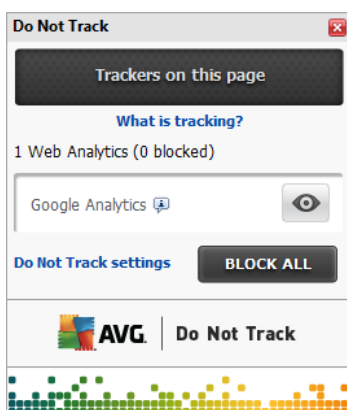 Do Not Track
Trackers on this page
What is tracking?
1 Web Analytics (0 blocked)
Google Analytics
Do Not Track settings
BLOCK ALL
AVG. Do Not Track